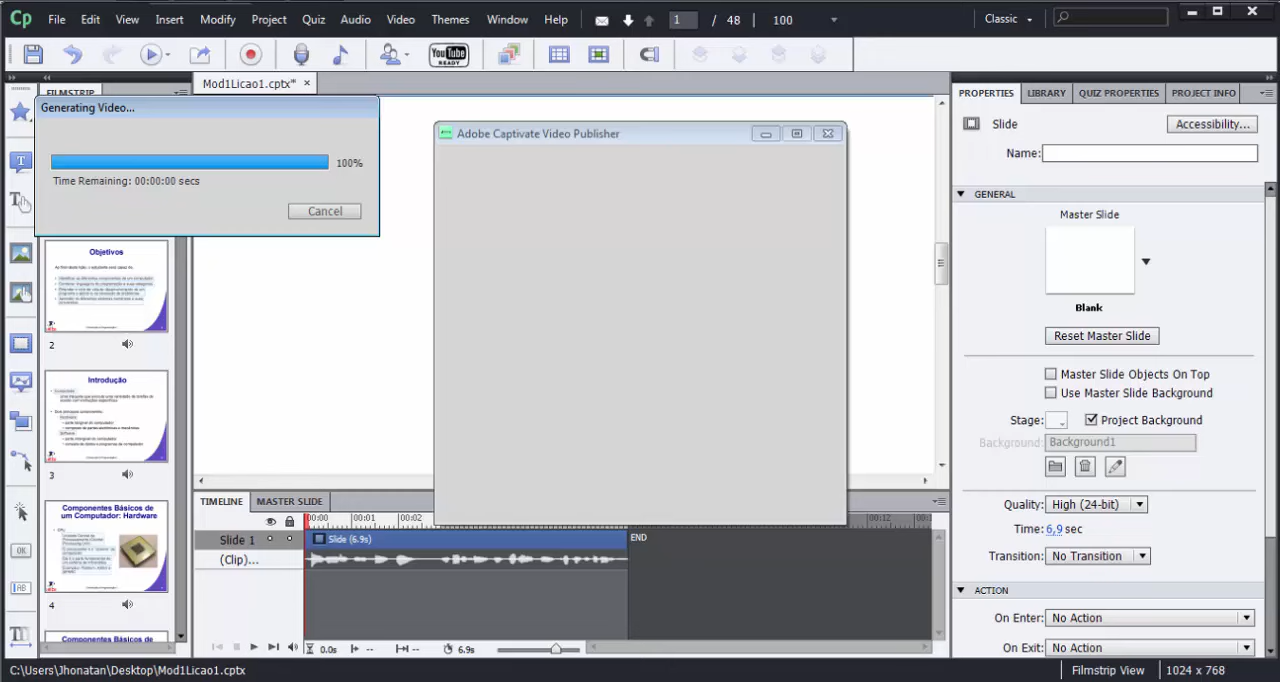 Cp File Edit View Insert Modify Project Quiz Audio Video Themes Window Help 1 / 48 100 Classic
You Tube READY
Mod1Licao1.cptx* ×
FILMSTRIP
Generating Video...
100%
Time Remaining: 00:00:00 secs
Cancel
Objetivos
2
Introdução
3
Componentes Básicos de
um Computador: Hardware
4
Componentes Básicos de
Adobe Captivate Video Publisher
PROPERTIES LIBRARY QUIZ PROPERTIES PROJECT INFO
Slide Accessibility...
Name:
GENERAL
Master Slide
Blank
Reset Master Slide
Master Slide Objects On Top
Use Master Slide Background
Stage: Project Background
Background: Background1
Quality: High (24-bit)
Time: 6,9 sec
Transition: No Transition
ACTION
On Enter: No Action
On Exit: No Action
TIMELINE MASTER SLIDE
00:00 00:01 00:02 00:12
Slide 1 Slide (6.9s) END
(Clip)...
0.0s -- -- 6.9s
C:\Users\Jhonatan\Desktop\Mod1Licao1.cptx Filmstrip View 1024 x 768